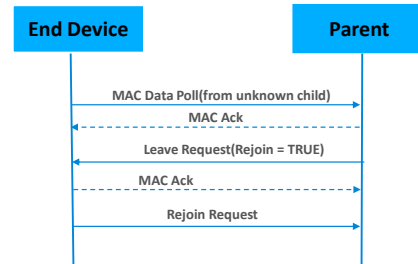 End Device
Parent
MAC Data Poll(from unknown child)
MAC Ack
Leave Request(Rejoin = TRUE)
MAC Ack
Rejoin Request